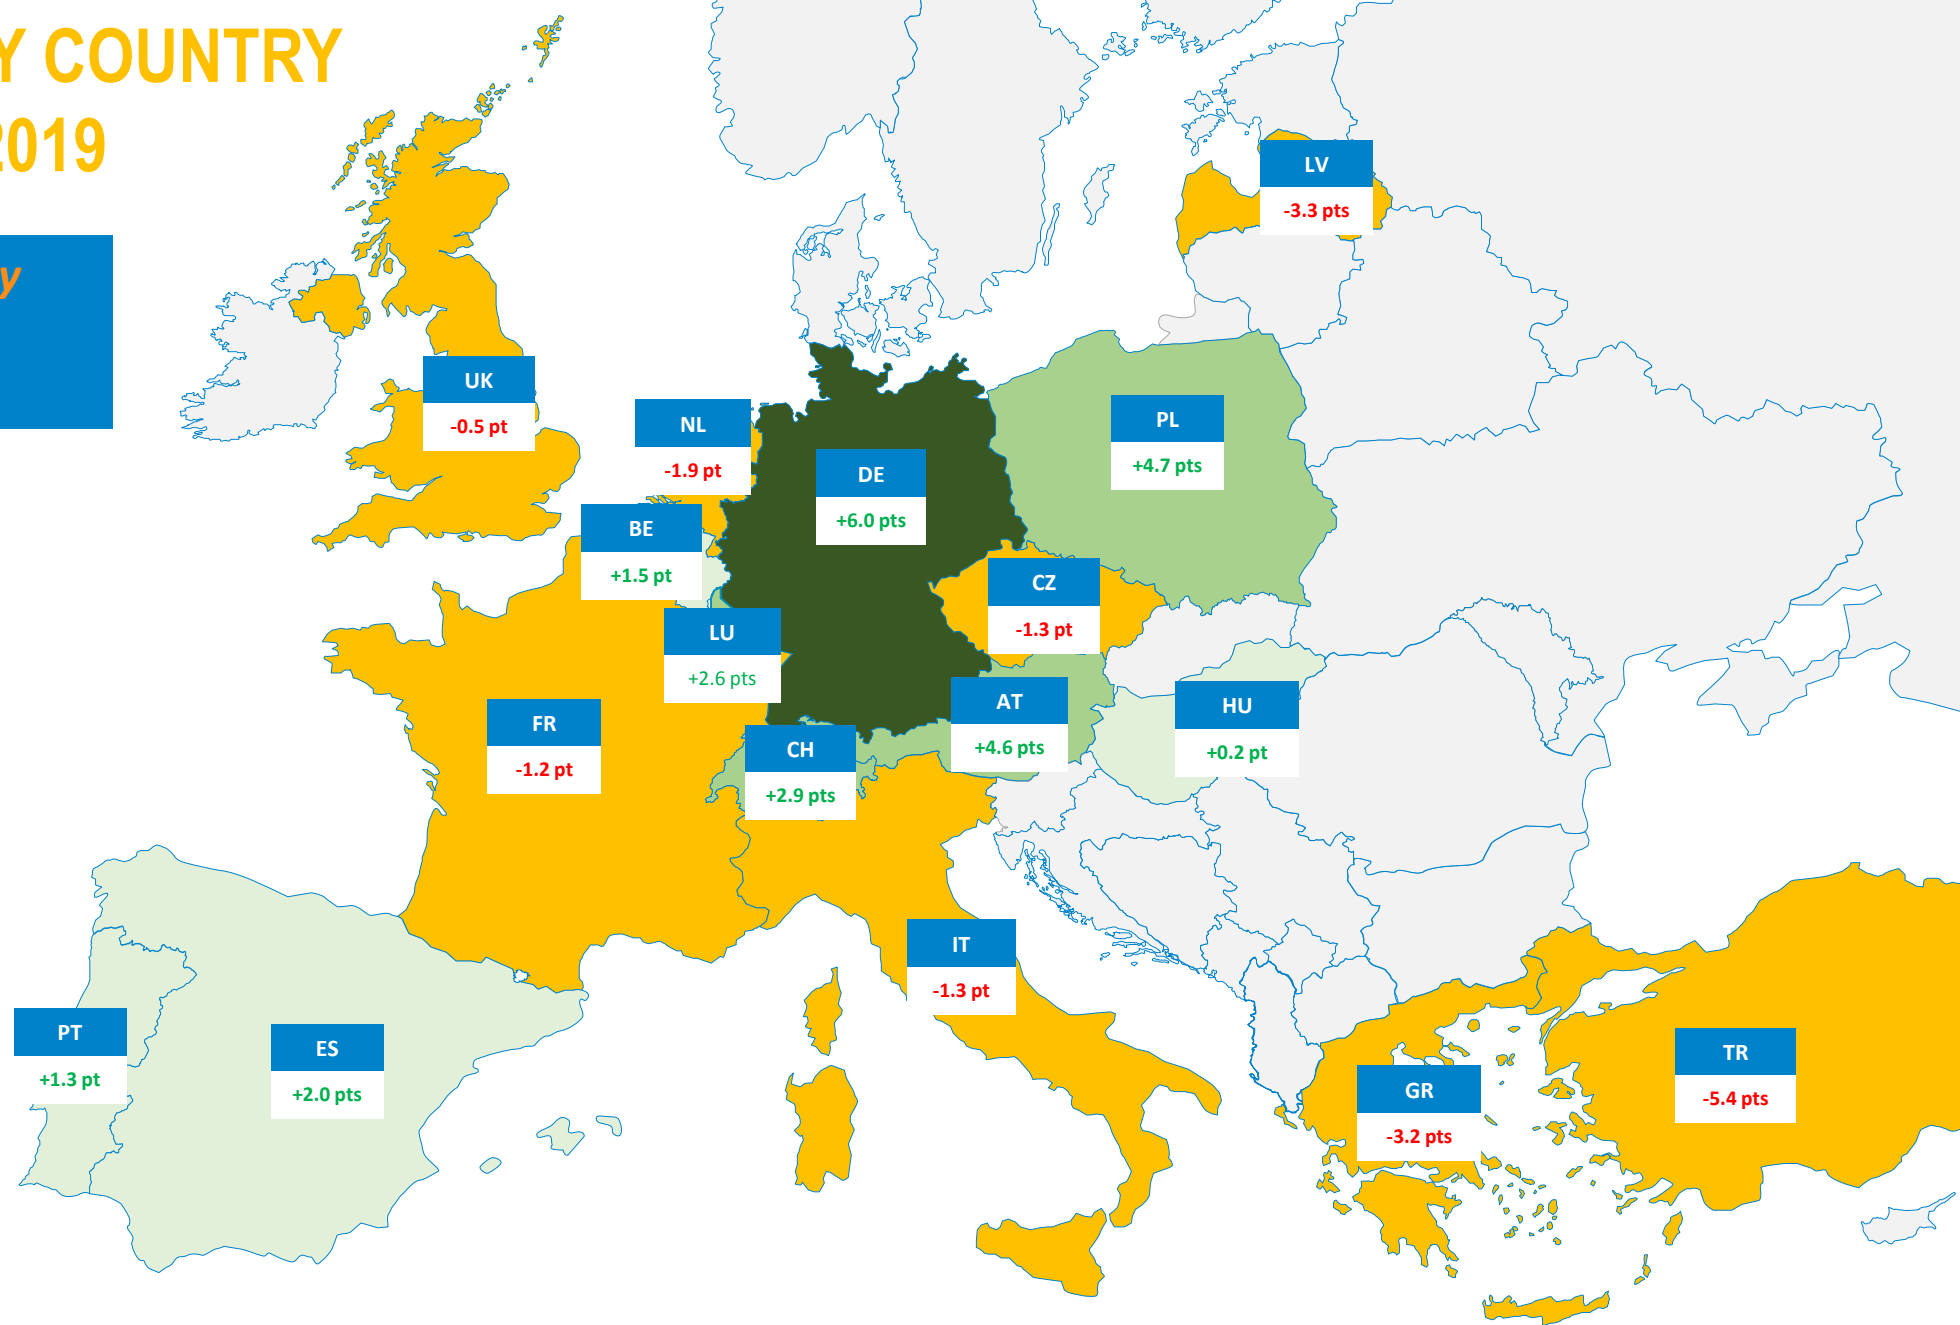 Y COUNTRY
2019
y
LV
-3.3 pts
UK
-0.5 pt
NL
-1.9 pt
PL
+4.7 pts
DE
+6.0 pts
BE
+1.5 pt
CZ
-1.3 pt
LU
+2.6 pts
AT
+4.6 pts
HU
+0.2 pt
FR
-1.2 pt
CH
+2.9 pts
IT
-1.3 pt
PT
+1.3 pt
ES
+2.0 pts
TR
-5.4 pts
GR
-3.2 pts